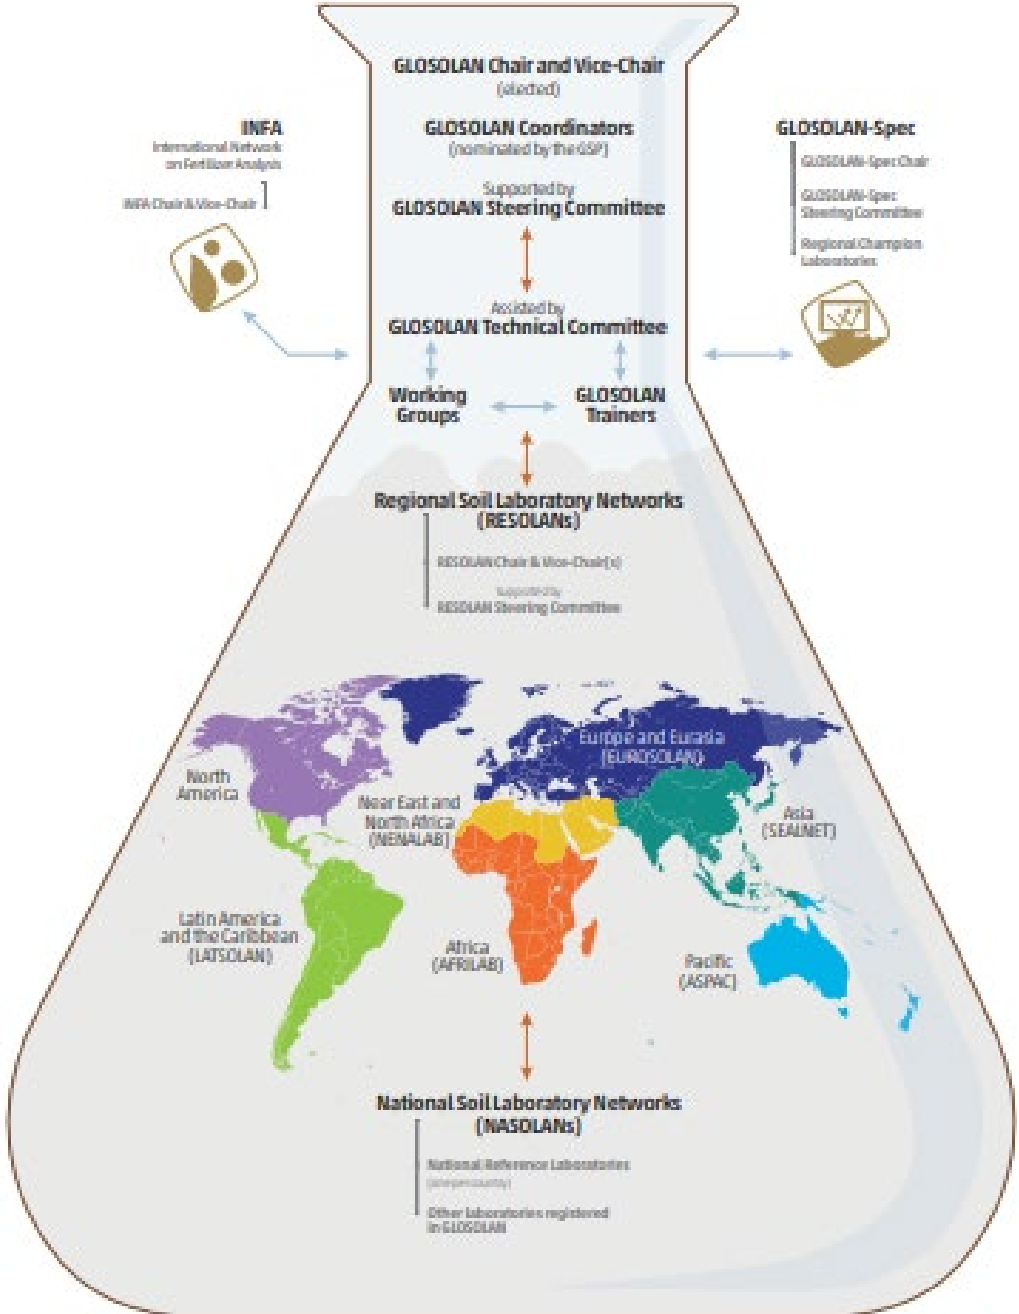 GLOSOLAN Chair and Vice-Chair
(elected)
GLOSOLAN Coordinators
(nominated by the GSP)
Supported by
GLOSOLAN Steering Committee
INFA
International Network
on Fertilizer Analysis
INFA Chair & Vice-Chair
GLOSOLAN-Spec
GLOSOLAN-Spec Chair
GLOSOLAN-Spec
Steering Committee
Regional Champion
Laboratories
Assisted by
GLOSOLAN Technical Committee
Working
Groups
GLOSOLAN
Trainers
Regional Soil Laboratory Networks
(RESOLANs)
RESOLAN Chair & Vice-Chair(s)
Supported by
RESOLAN Steering Committee
Europe and Eurasia
(EUROSOLAN)
North
America
Near East and
North Africa
(NENALAB)
Asia
(SEALNET)
Latin America
and the Caribbean
(LATSOLAN)
Africa
(AFRILAB)
Pacific
(ASPAC)
National Soil Laboratory Networks
(NASOLANs)
National Reference Laboratories
(one per country)
Other laboratories registered
in GLOSOLAN